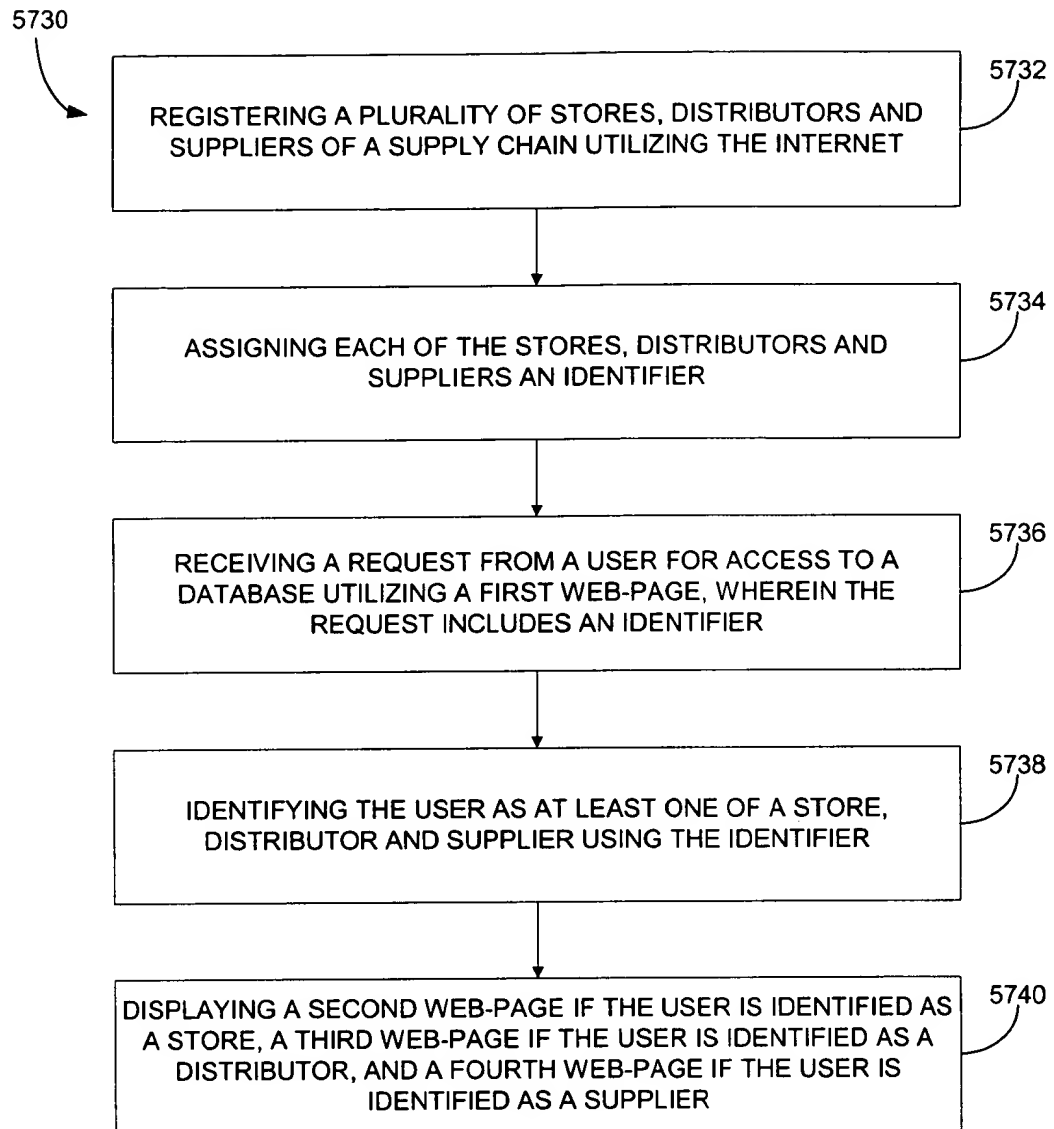 5730
REGISTERING A PLURALITY OF STORES, DISTRIBUTORS AND
SUPPLIERS OF A SUPPLY CHAIN UTILIZING THE INTERNET
5732
ASSIGNING EACH OF THE STORES, DISTRIBUTORS AND
SUPPLIERS AN IDENTIFIER
5734
RECEIVING A REQUEST FROM A USER FOR ACCESS TO A
DATABASE UTILIZING A FIRST WEB-PAGE, WHEREIN THE
REQUEST INCLUDES AN IDENTIFIER
5736
IDENTIFYING THE USER AS AT LEAST ONE OF A STORE,
DISTRIBUTOR AND SUPPLIER USING THE IDENTIFIER
5738
DISPLAYING A SECOND WEB-PAGE IF THE USER IS IDENTIFIED AS
A STORE, A THIRD WEB-PAGE IF THE USER IS IDENTIFIED AS A
DISTRIBUTOR, AND A FOURTH WEB-PAGE IF THE USER IS
IDENTIFIED AS A SUPPLIER
5740